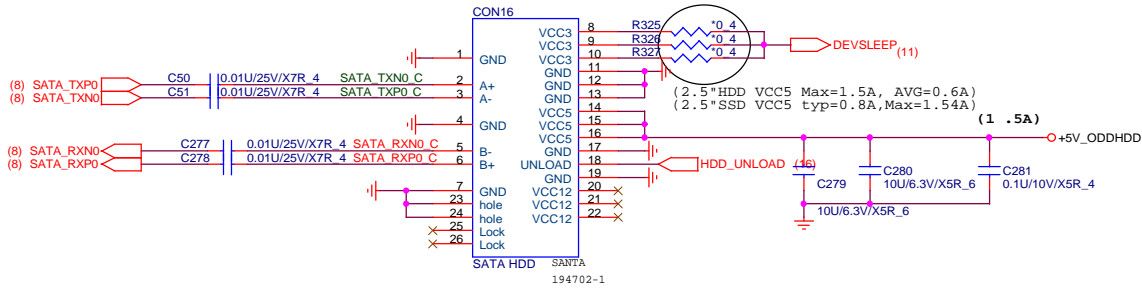 CON16
1 GND
(8) SATA_TXP0 C50 0.01U/25V/X7R_4 SATA_TXN0_C 2 A+
(8) SATA_TXN0 C51 0.01U/25V/X7R_4 SATA_TXP0_C 3 A-
4 GND
(8) SATA_RXN0 C277 0.01U/25V/X7R_4 SATA_RXN0_C 5 B-
(8) SATA_RXP0 C278 0.01U/25V/X7R_4 SATA_RXP0_C 6 B+
7 GND
23 hole
24 hole
25 Lock
26 Lock
VCC3 8 R325 *0_4
VCC3 9 R326 *0_4
VCC3 10 R327 *0_4
DEVSLEEP (11)
GND 11
GND 12
GND 13
VCC5 14
VCC5 15
VCC5 16
GND 17
UNLOAD 18 HDD_UNLOAD (16)
GND 19
VCC12 20
VCC12 21
VCC12 22
(2.5"HDD VCC5 Max=1.5A, AVG=0.6A)
(2.5"SSD VCC5 typ=0.8A,Max=1.54A)
(1 .5A)
+5V_ODDHDD
C279
10U/6.3V/X5R_6
C280
10U/6.3V/X5R_6
C281
0.1U/10V/X5R_4
SATA HDD
SANTA
194702-1